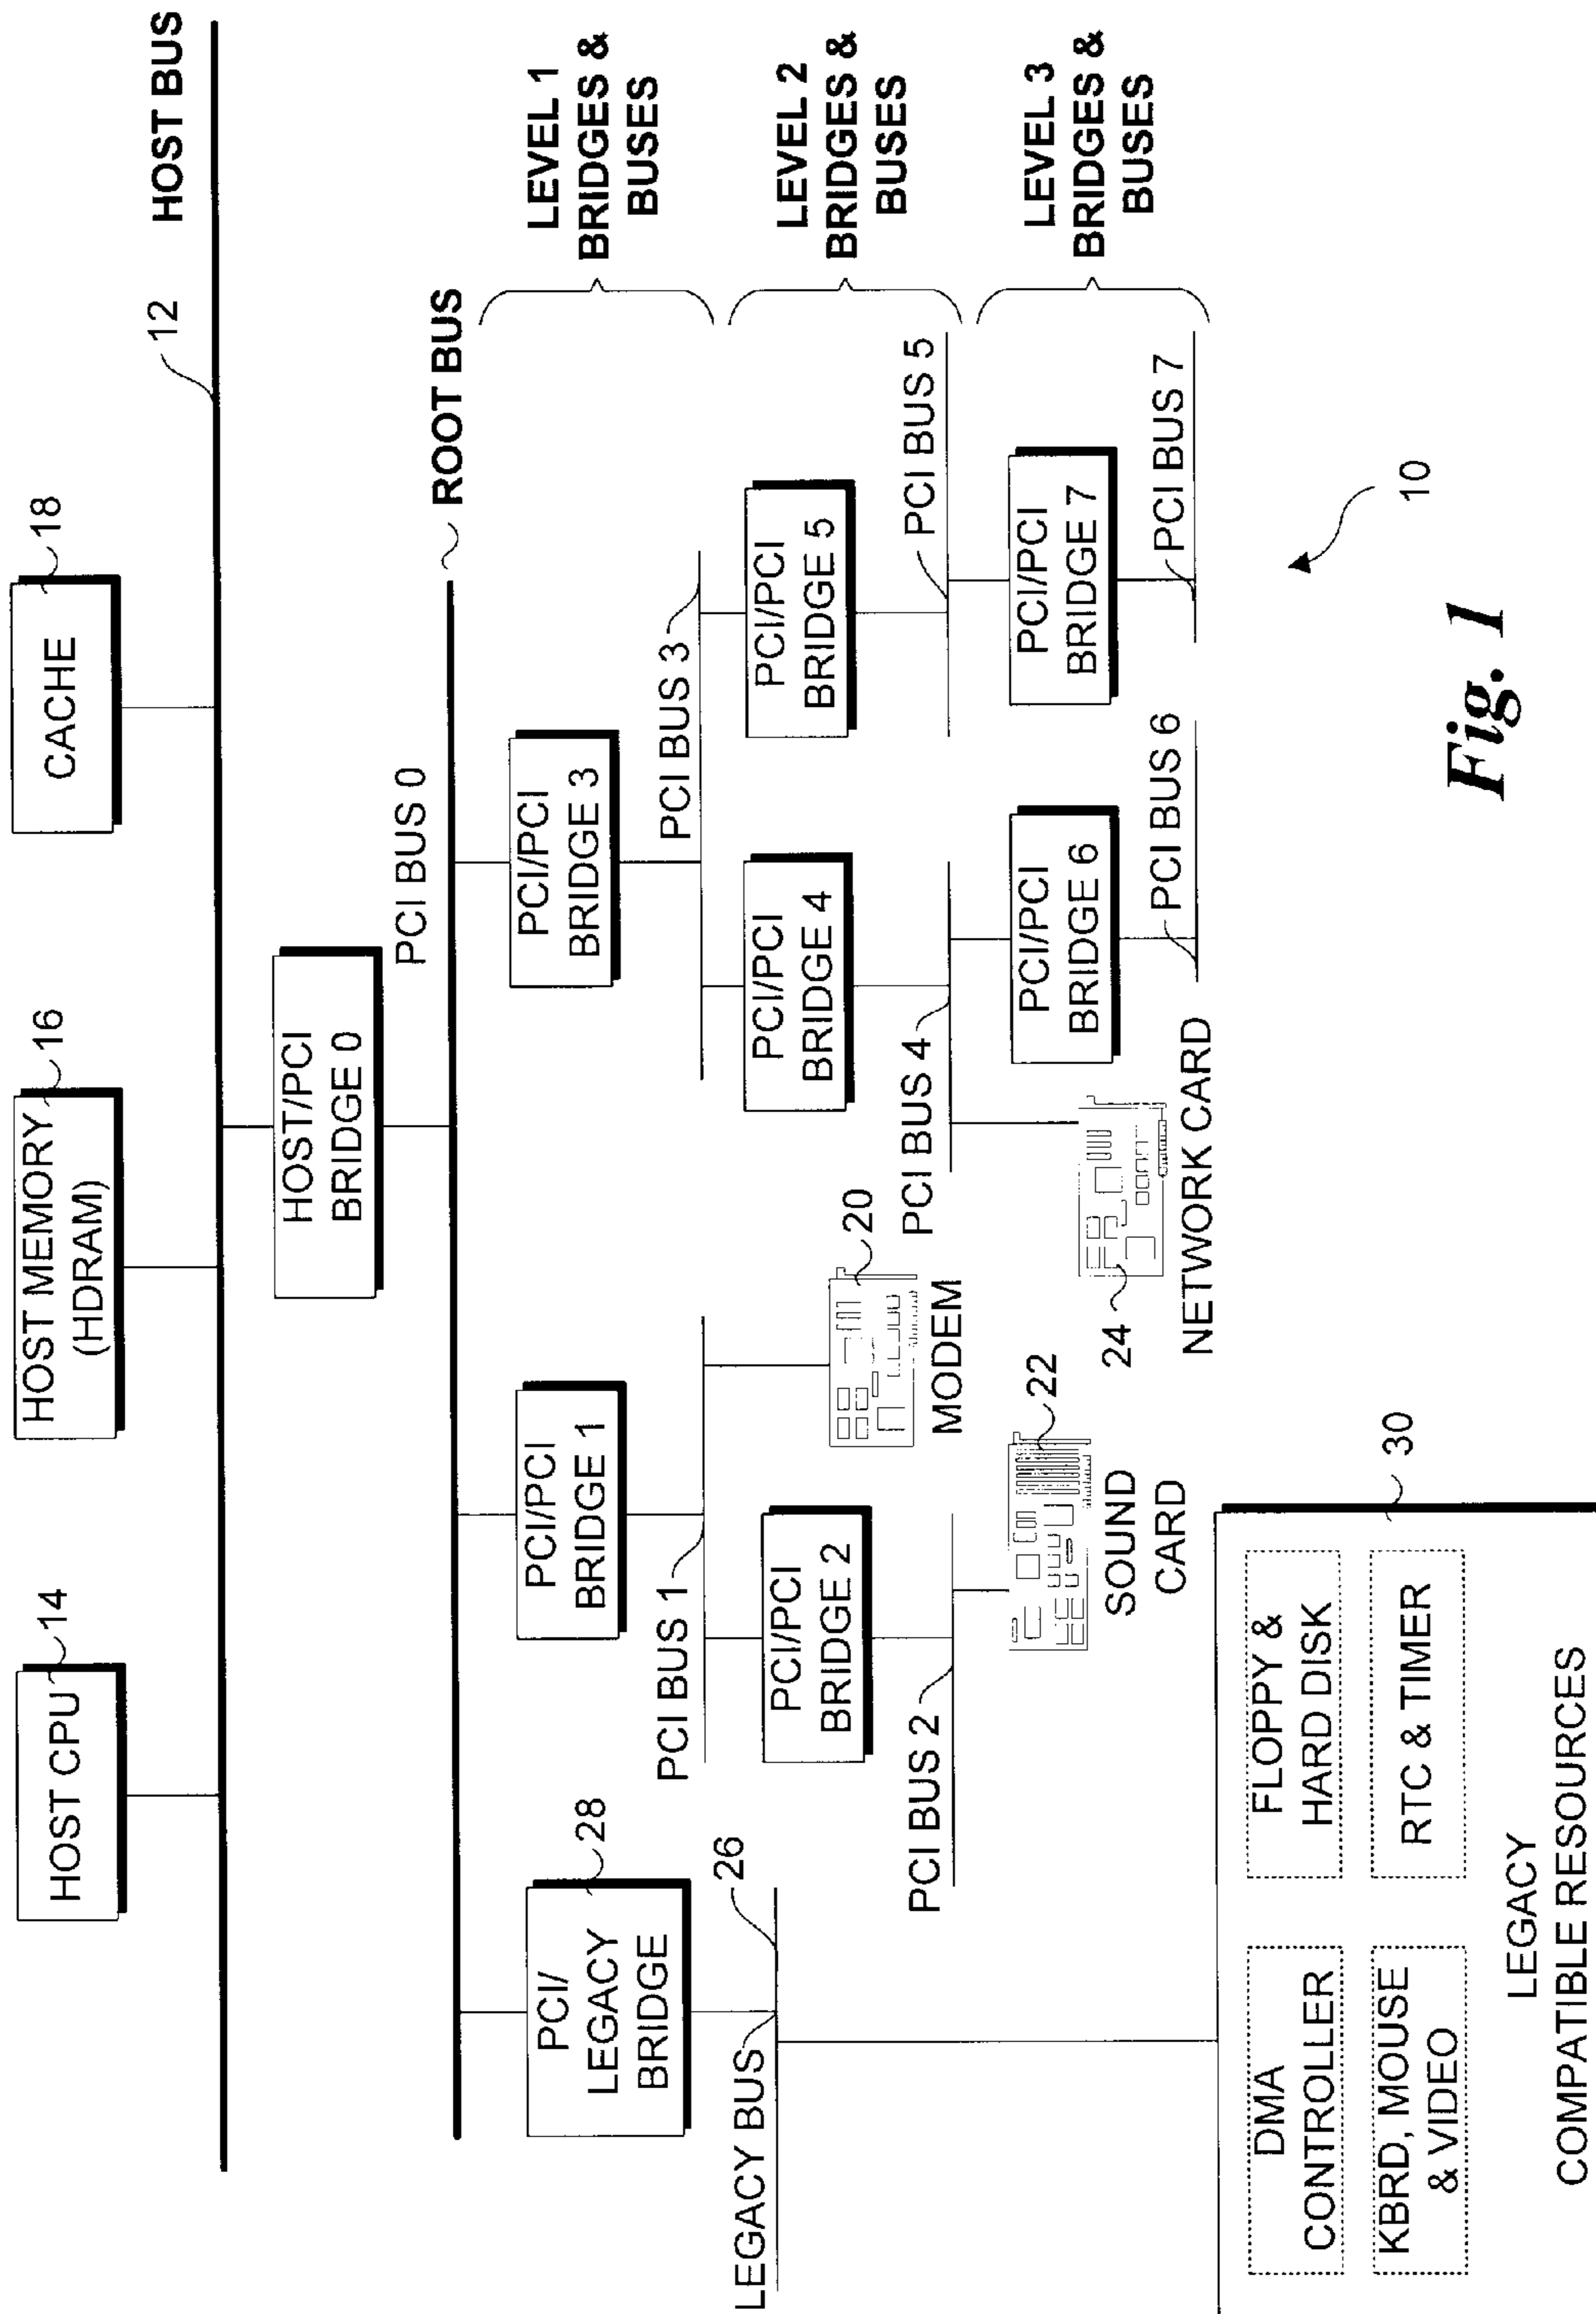 HOST CPU
14
HOST MEMORY
(HDRAM)
16
CACHE
18
12
HOST BUS
HOST/PCI
BRIDGE 0
PCI BUS 0
ROOT BUS
PCI/
LEGACY
BRIDGE
28
PCI/PCI
BRIDGE 1
PCI/PCI
BRIDGE 3
LEVEL 1
BRIDGES &
BUSES
LEGACY BUS
26
PCI BUS 1
PCI BUS 3
PCI/PCI
BRIDGE 2
20
MODEM
PCI/PCI
BRIDGE 4
PCI/PCI
BRIDGE 5
LEVEL 2
BRIDGES &
BUSES
PCI BUS 2
PCI BUS 4
PCI BUS 5
22
SOUND
CARD
24
NETWORK CARD
PCI/PCI
BRIDGE 6
PCI/PCI
BRIDGE 7
LEVEL 3
BRIDGES &
BUSES
PCI BUS 6
PCI BUS 7
DMA
CONTROLLER
FLOPPY &
HARD DISK
30
KBRD, MOUSE
& VIDEO
RTC & TIMER
LEGACY
COMPATIBLE RESOURCES
10
Fig. 1